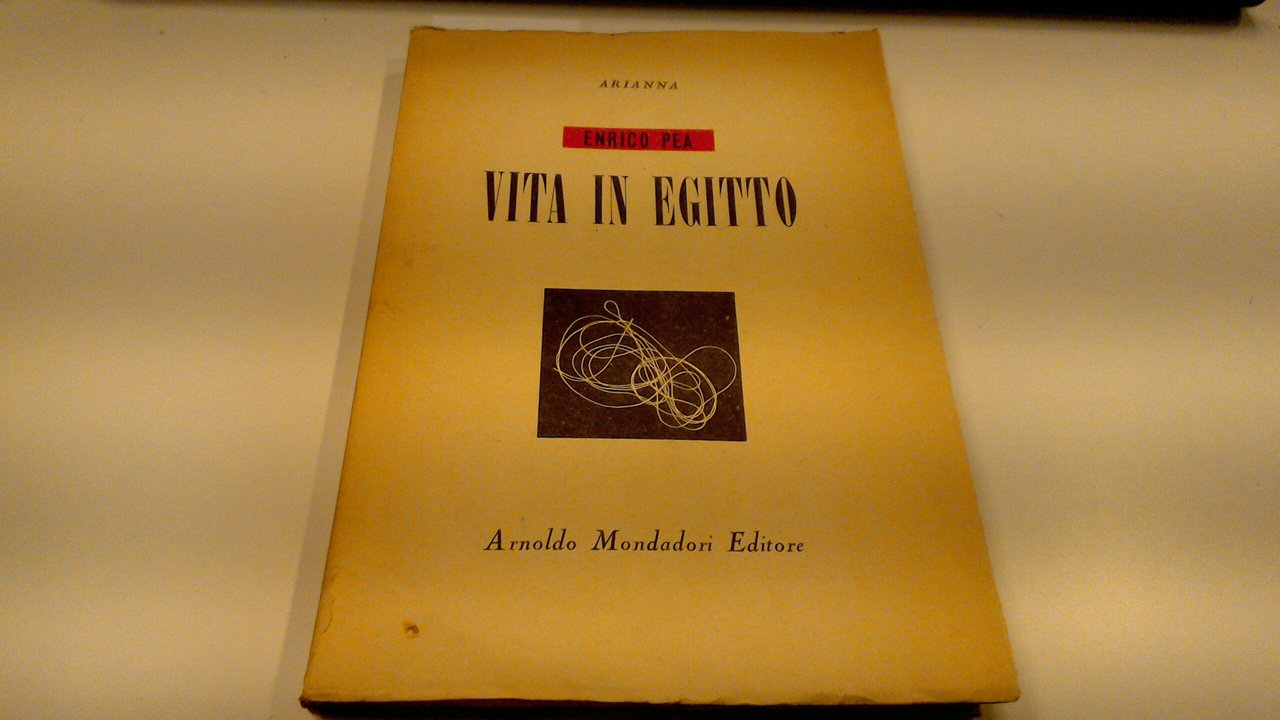 ARIANNA
ENRICO PEA
VITA IN EGITTO
Arnoldo Mondadori Editore